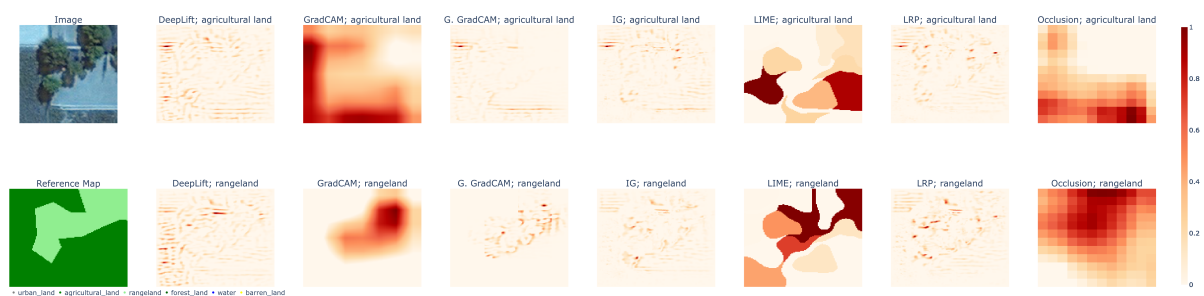 Image
DeepLift; agricultural land
GradCAM; agricultural land
G. GradCAM; agricultural land
IG; agricultural land
LIME; agricultural land
LRP; agricultural land
Occlusion; agricultural land
1
0.8
0.6
0.4
0.2
0
Reference Map
DeepLift; rangeland
GradCAM; rangeland
G. GradCAM; rangeland
IG; rangeland
LIME; rangeland
LRP; rangeland
Occlusion; rangeland
urban_land agricultural_land rangeland forest_land water barren_land